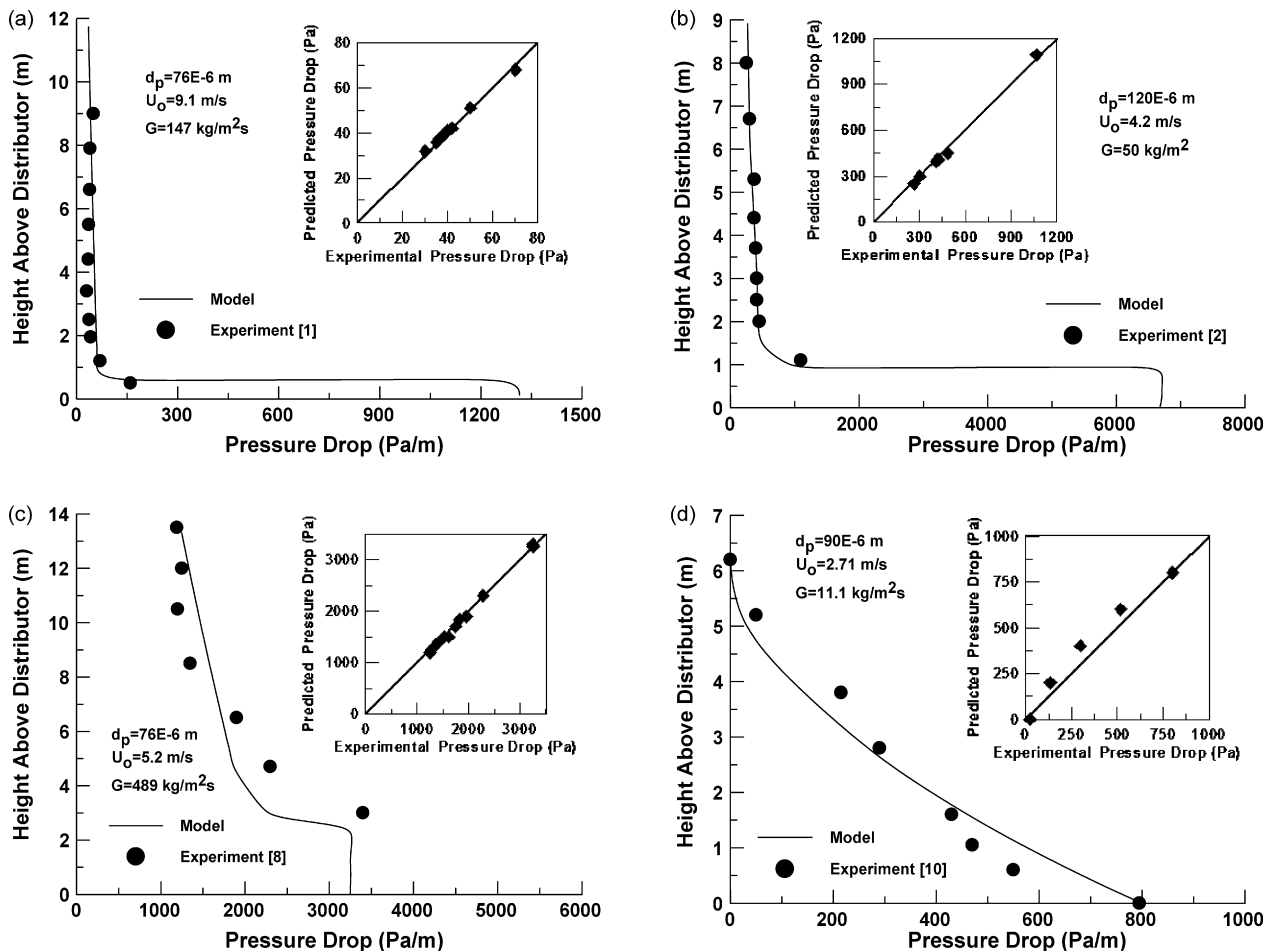 (a)
12
10
8
6
4
2
0
Height Above Distributor (m)
0
300
600
900
1200
1500
Pressure Drop (Pa/m)
dp=76E-6 m
Uo=9.1 m/s
G=147 kg/m2s
Model
Experiment [1]
80
60
40
20
0
Predicted Pressure Drop (Pa)
0
20
40
60
80
Experimental Pressure Drop (Pa)
(b)
9
8
7
6
5
4
3
2
1
0
Height Above Distributor (m)
0
2000
4000
6000
8000
Pressure Drop (Pa/m)
1200
900
600
300
0
Predicted Pressure Drop (Pa)
0
300
600
900
1200
Experimental Pressure Drop (Pa)
dp=120E-6 m
Uo=4.2 m/s
G=50 kg/m2
Model
Experiment [2]
(c)
14
12
10
8
6
4
2
0
Height Above Distributor (m)
0
1000
2000
3000
4000
5000
6000
Pressure Drop (Pa/m)
dp=76E-6 m
Uo=5.2 m/s
G=489 kg/m2s
Model
Experiment [8]
3000
2000
1000
0
Predicted Pressure Drop (Pa)
0
1000
2000
3000
Experimental Pressure Drop (Pa)
(d)
7
6
5
4
3
2
1
0
Height Above Distributor (m)
0
200
400
600
800
1000
Pressure Drop (Pa/m)
dp=90E-6 m
Uo=2.71 m/s
G=11.1 kg/m2s
Model
Experiment [10]
1000
750
500
250
0
Predicted Pressure Drop (Pa)
0
250
500
750
1000
Experimental Pressure Drop (Pa)